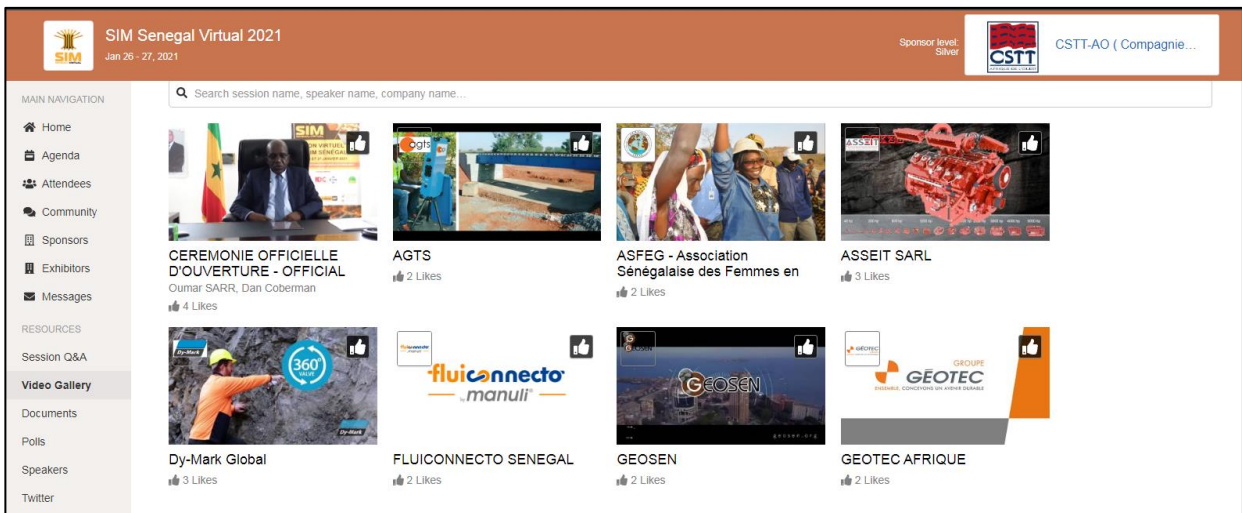 SIM Senegal Virtual 2021
Jan 26 - 27, 2021
SIM
Sponsor level:
Silver
CSTT
CSTT-AO ( Compagnie...
MAIN NAVIGATION
Home
Agenda
Attendees
Community
Sponsors
Exhibitors
Messages
RESOURCES
Session Q&A
Video Gallery
Documents
Polls
Speakers
Twitter
Search session name, speaker name, company name...
SIM
CEREMONIE OFFICIELLE
D'OUVERTURE - OFFICIAL
Oumar SARR, Dan Coberman
4 Likes
agts
AGTS
2 Likes
ASFEG - Association
Sénégalaise des Femmes en
2 Likes
ASSEIT
ASSEIT SARL
3 Likes
Dy-Mark
360°
VALVE
Dy-Mark
Dy-Mark Global
3 Likes
fluiconnecto
by manuli®
FLUICONNECTO SENEGAL
2 Likes
GEOSEN
GEOSEN
geosen.org
GEOSEN
2 Likes
GEOTEC
GROUPE
GÉOTEC
ENSEMBLE, CONCEVONS UN AVENIR DURABLE
GEOTEC AFRIQUE
2 Likes